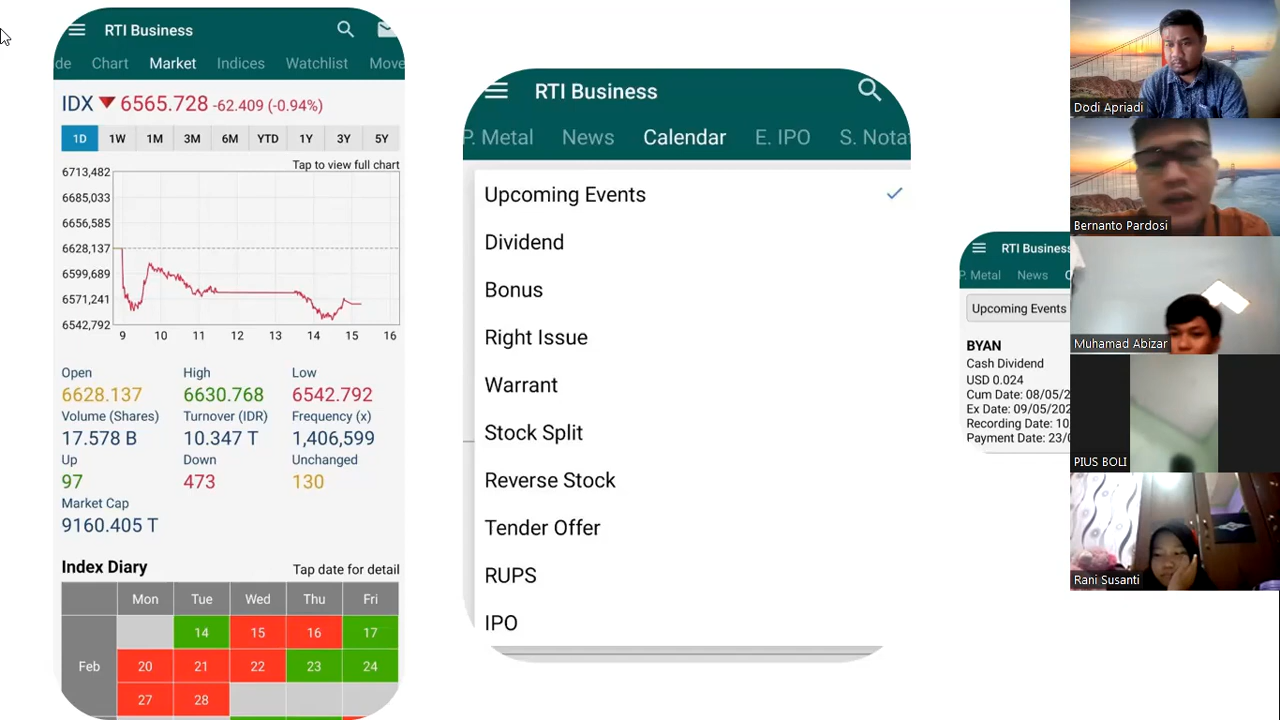 RTI Business
de Chart Market Indices Watchlist Move
IDX 6565.728 -62.409 (-0.94%)
1D 1W 1M 3M 6M YTD 1Y 3Y 5Y
Tap to view full chart
6713,482
6685,033
6656,585
6628,137
6599,689
6571,241
6542,792
9 10 11 12 13 14 15 16
Open High Low
6628.137 6630.768 6542.792
Volume (Shares) Turnover (IDR) Frequency (x)
17.578 B 10.347 T 1,406,599
Up Down Unchanged
97 473 130
Market Cap
9160.405 T
Index Diary Tap date for detail
Mon Tue Wed Thu Fri
14 15 16 17
Feb 20 21 22 23 24
27 28
RTI Business
P. Metal News Calendar E. IPO S. Notat
Upcoming Events
Dividend
Bonus
Right Issue
Warrant
Stock Split
Reverse Stock
Tender Offer
RUPS
IPO
RTI Business
P. Metal News
Upcoming Events
BYAN
Cash Dividend
USD 0.024
Cum Date: 08/05/2
Ex Date: 09/05/202
Recording Date: 10
Payment Date: 23/0
Dodi Apriadi
Bernanto Pardosi
Muhamad Abizar
PIUS BOLI
Rani Susanti